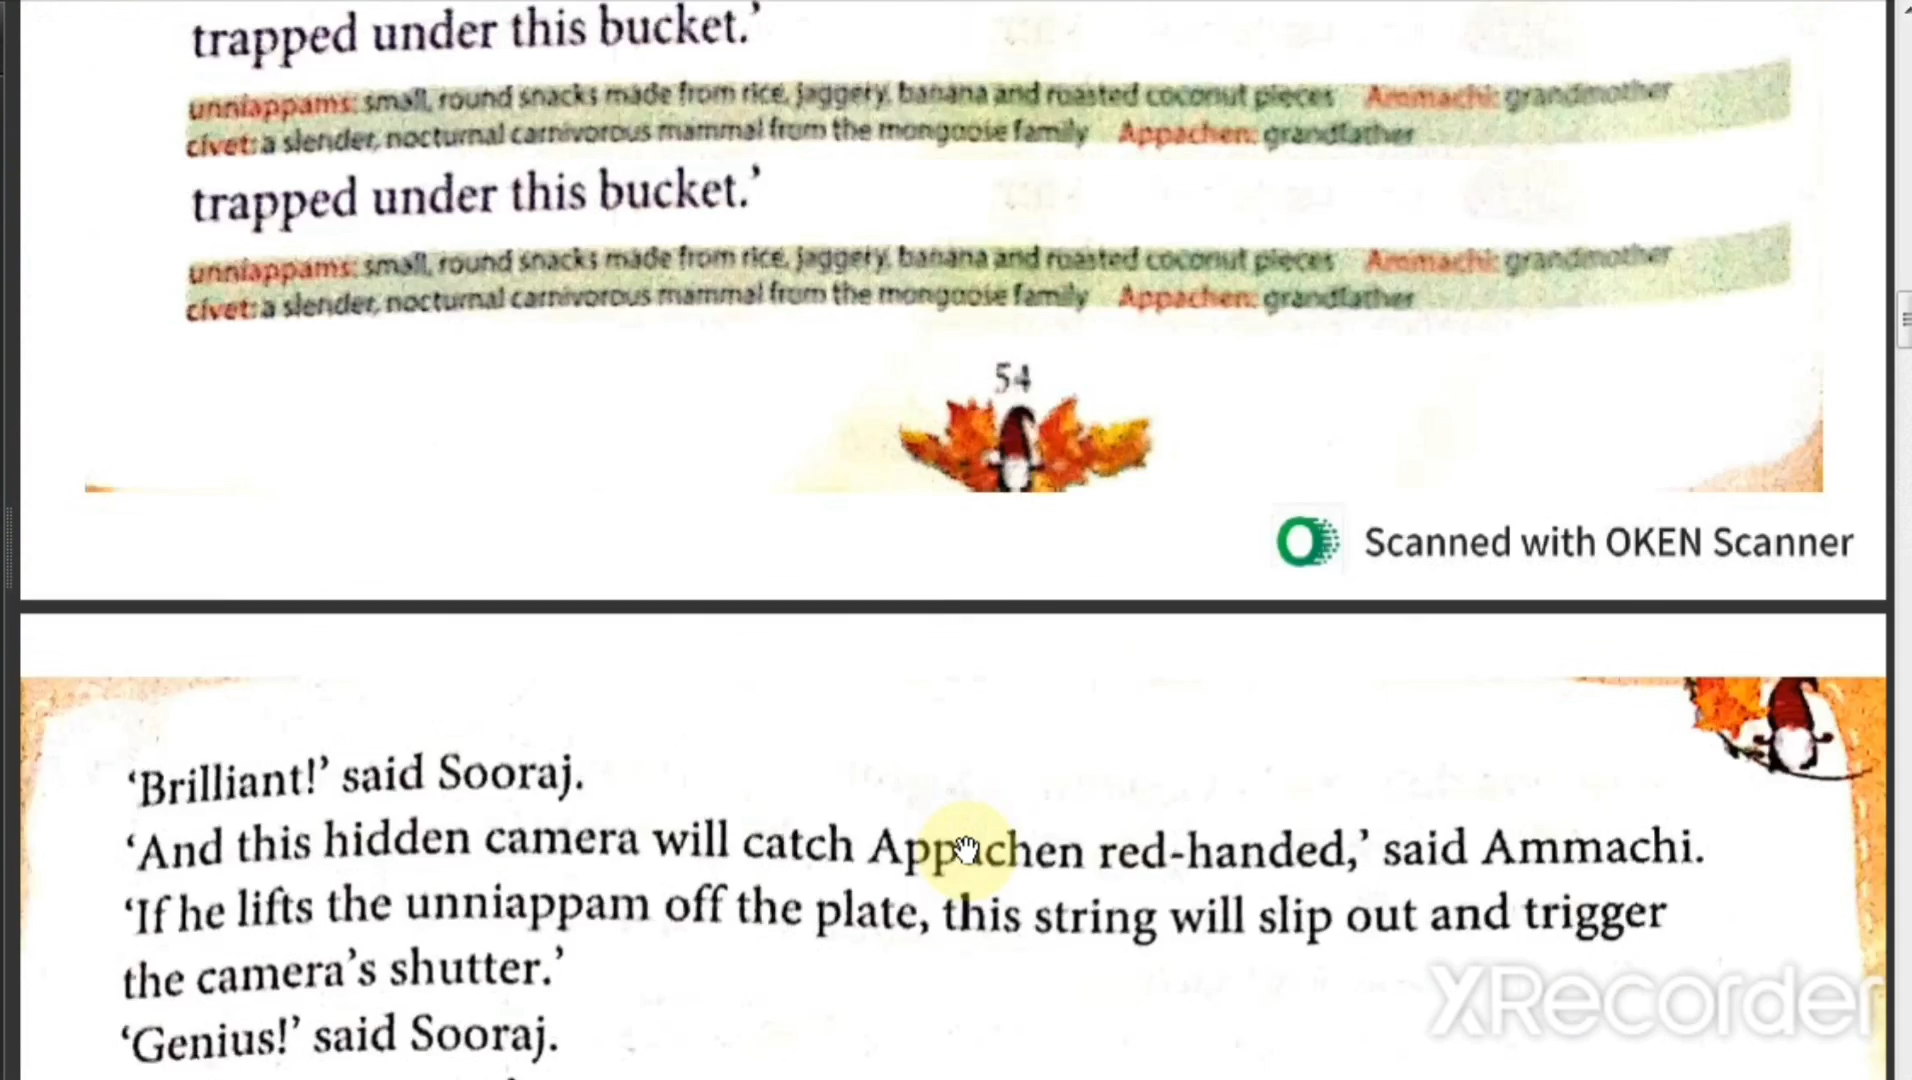 trapped under this bucket.’
unniappams: small, round snacks made from rice, jaggery, banana and roasted coconut pieces Ammachi: grandmother
civet: a slender, nocturnal carnivorous mammal from the mongoose family Appachen: grandfather
trapped under this bucket.’
unniappams: small, round snacks made from rice, jaggery, banana and roasted coconut pieces Ammachi: grandmother
civet: a slender, nocturnal carnivorous mammal from the mongoose family Appachen: grandfather
54
Scanned with OKEN Scanner
‘Brilliant!’ said Sooraj.
‘And this hidden camera will catch Appachen red-handed,’ said Ammachi.
‘If he lifts the unniappam off the plate, this string will slip out and trigger
the camera’s shutter.’
‘Genius!’ said Sooraj.
XRecorder